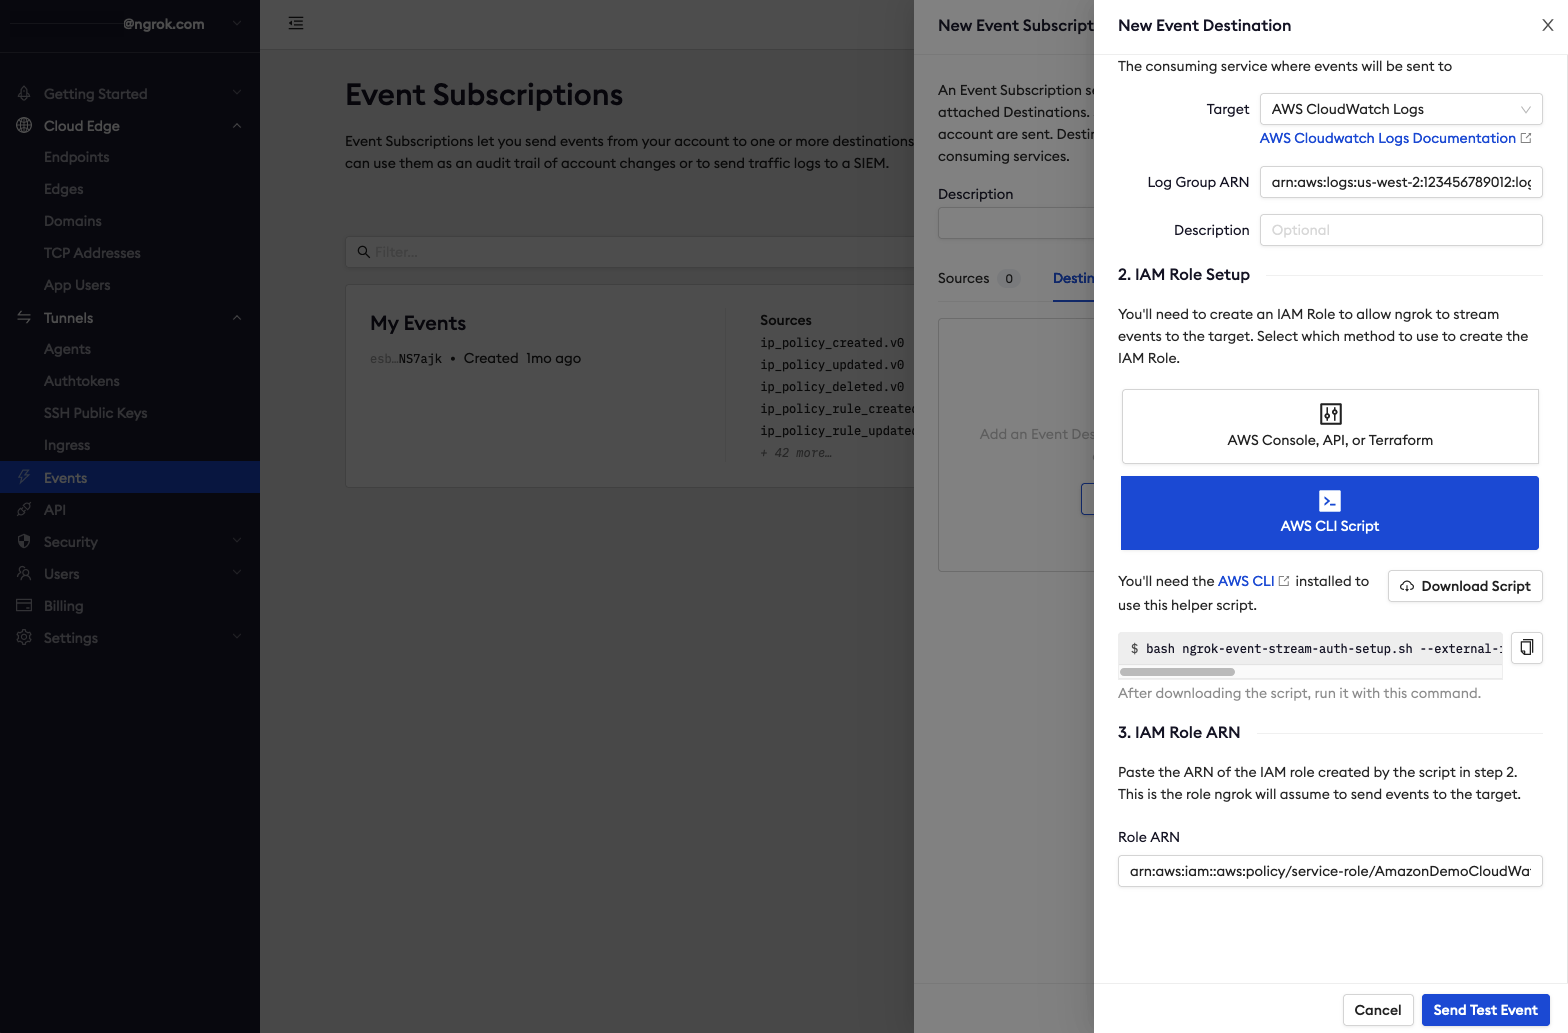 @ngrok.com
Getting Started
Cloud Edge
Endpoints
Edges
Domains
TCP Addresses
App Users
Tunnels
Agents
Authtokens
SSH Public Keys
Ingress
Events
API
Security
Users
Billing
Settings
Event Subscriptions
Event Subscriptions let you send events from your account to one or more destinations
can use them as an audit trail of account changes or to send traffic logs to a SIEM.
Filter...
My Events
esb…NS7ajk • Created 1mo ago
Sources
ip_policy_created.v0
ip_policy_updated.v0
ip_policy_deleted.v0
ip_policy_rule_created
ip_policy_rule_updated
+ 42 more…
New Event Subscript
An Event Subscription se
attached Destinations.
account are sent. Destin
consuming services.
Description
Sources 0
Destin
Add an Event Des
New Event Destination
The consuming service where events will be sent to
Target
AWS CloudWatch Logs
AWS Cloudwatch Logs Documentation
Log Group ARN
arn:aws:logs:us-west-2:123456789012:log
Description
Optional
2. IAM Role Setup
You'll need to create an IAM Role to allow ngrok to stream
events to the target. Select which method to use to create the
IAM Role.
AWS Console, API, or Terraform
AWS CLI Script
You'll need the AWS CLI installed to
use this helper script.
Download Script
$ bash ngrok-event-stream-auth-setup.sh --external-i
After downloading the script, run it with this command.
3. IAM Role ARN
Paste the ARN of the IAM role created by the script in step 2.
This is the role ngrok will assume to send events to the target.
Role ARN
arn:aws:iam::aws:policy/service-role/AmazonDemoCloudWat
Cancel
Send Test Event